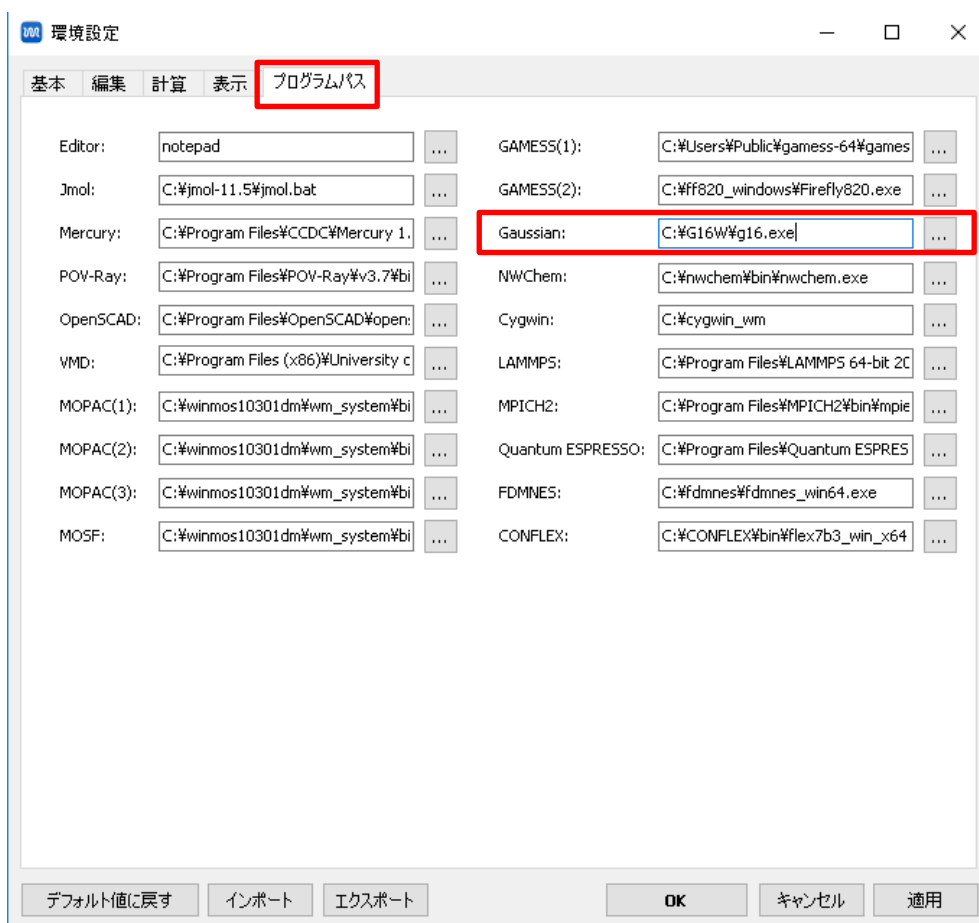 環境設定
基本 編集 計算 表示 プログラムパス
Editor: notepad ...
Jmol: C:¥jmol-11.5¥jmol.bat ...
Mercury: C:¥Program Files¥CCDC¥Mercury 1. ...
POV-Ray: C:¥Program Files¥POV-Ray¥v3.7¥bi ...
OpenSCAD: C:¥Program Files¥OpenSCAD¥open: ...
VMD: C:¥Program Files (x86)¥University c ...
MOPAC(1): C:¥winmos10301dm¥wm_system¥bi ...
MOPAC(2): C:¥winmos10301dm¥wm_system¥bi ...
MOPAC(3): C:¥winmos10301dm¥wm_system¥bi ...
MOSF: C:¥winmos10301dm¥wm_system¥bi ...
GAMESS(1): C:¥Users¥Public¥gamess-64¥games ...
GAMESS(2): C:¥ff820_windows¥Firefly820.exe ...
Gaussian: C:¥G16W¥g16.exe ...
NWChem: C:¥nwchem¥bin¥nwchem.exe ...
Cygwin: C:¥cygwin_wm ...
LAMMPS: C:¥Program Files¥LAMMPS 64-bit 20 ...
MPICH2: C:¥Program Files¥MPICH2¥bin¥mpie ...
Quantum ESPRESSO: C:¥Program Files¥Quantum ESPRES ...
FDMNES: C:¥fdmnes¥fdmnes_win64.exe ...
CONFLEX: C:¥CONFLEX¥bin¥flex7b3_win_x64 ...
デフォルト値に戻す インポート エクスポート OK キャンセル 適用